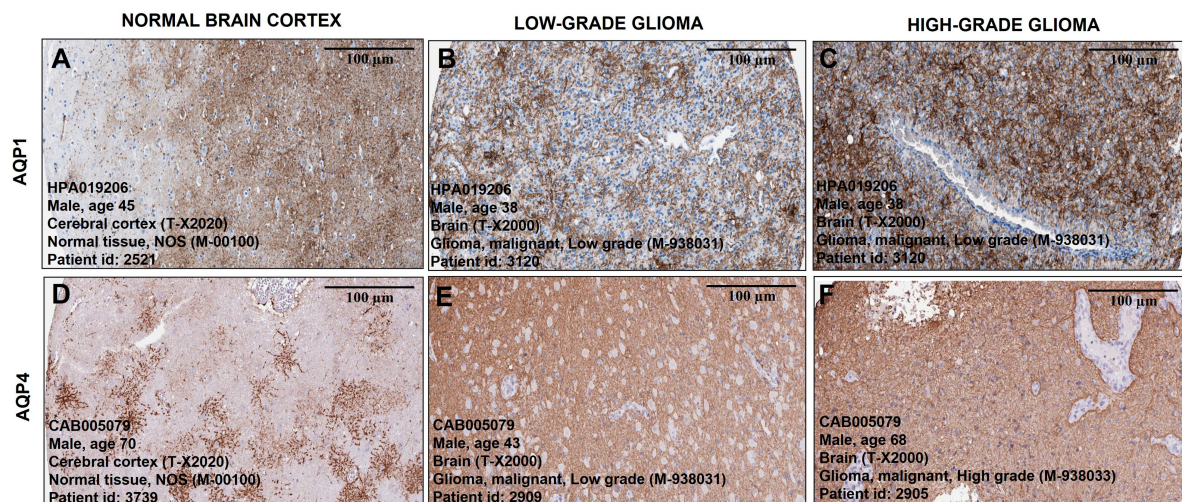 NORMAL BRAIN CORTEX
LOW-GRADE GLIOMA
HIGH-GRADE GLIOMA
AQP1
A
100 µm
HPA019206
Male, age 45
Cerebral cortex (T-X2020)
Normal tissue, NOS (M-00100)
Patient id: 2521
B
100 µm
HPA019206
Male, age 38
Brain (T-X2000)
Glioma, malignant, Low grade (M-938031)
Patient id: 3120
C
100 µm
HPA019206
Male, age 38
Brain (T-X2000)
Glioma, malignant, Low grade (M-938031)
Patient id: 3120
AQP4
D
100 µm
CAB005079
Male, age 70
Cerebral cortex (T-X2020)
Normal tissue, NOS (M-00100)
Patient id: 3739
E
100 µm
CAB005079
Male, age 43
Brain (T-X2000)
Glioma, malignant, Low grade (M-938031)
Patient id: 2909
F
100 µm
CAB005079
Male, age 68
Brain (T-X2000)
Glioma, malignant, High grade (M-938033)
Patient id: 2905